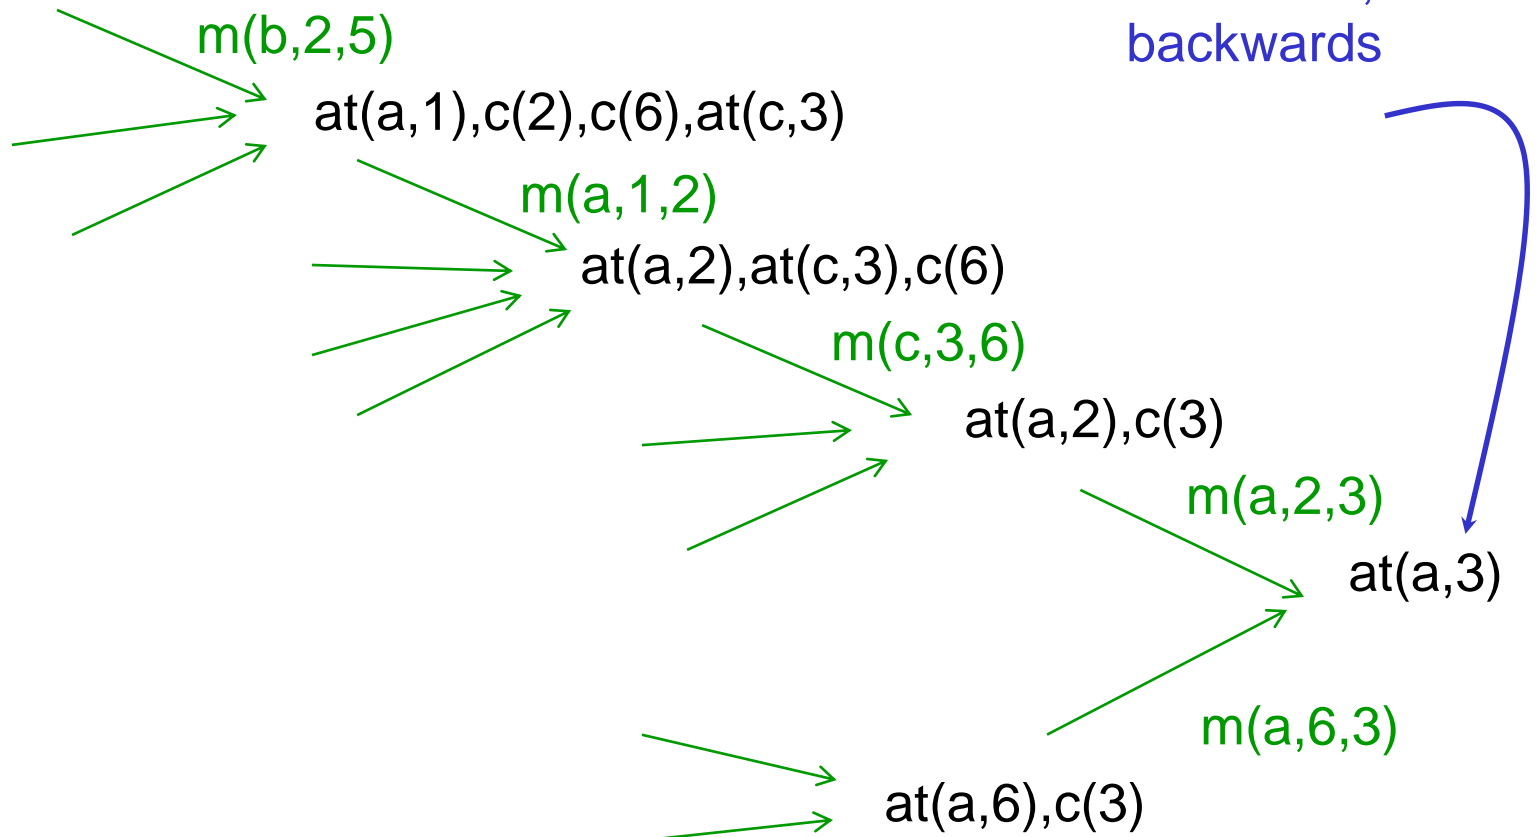 m(b,2,5)
backwards
at(a,1),c(2),c(6),at(c,3)
m(a,1,2)
at(a,2),at(c,3),c(6)
m(c,3,6)
at(a,2),c(3)
m(a,2,3)
at(a,3)
m(a,6,3)
at(a,6),c(3)